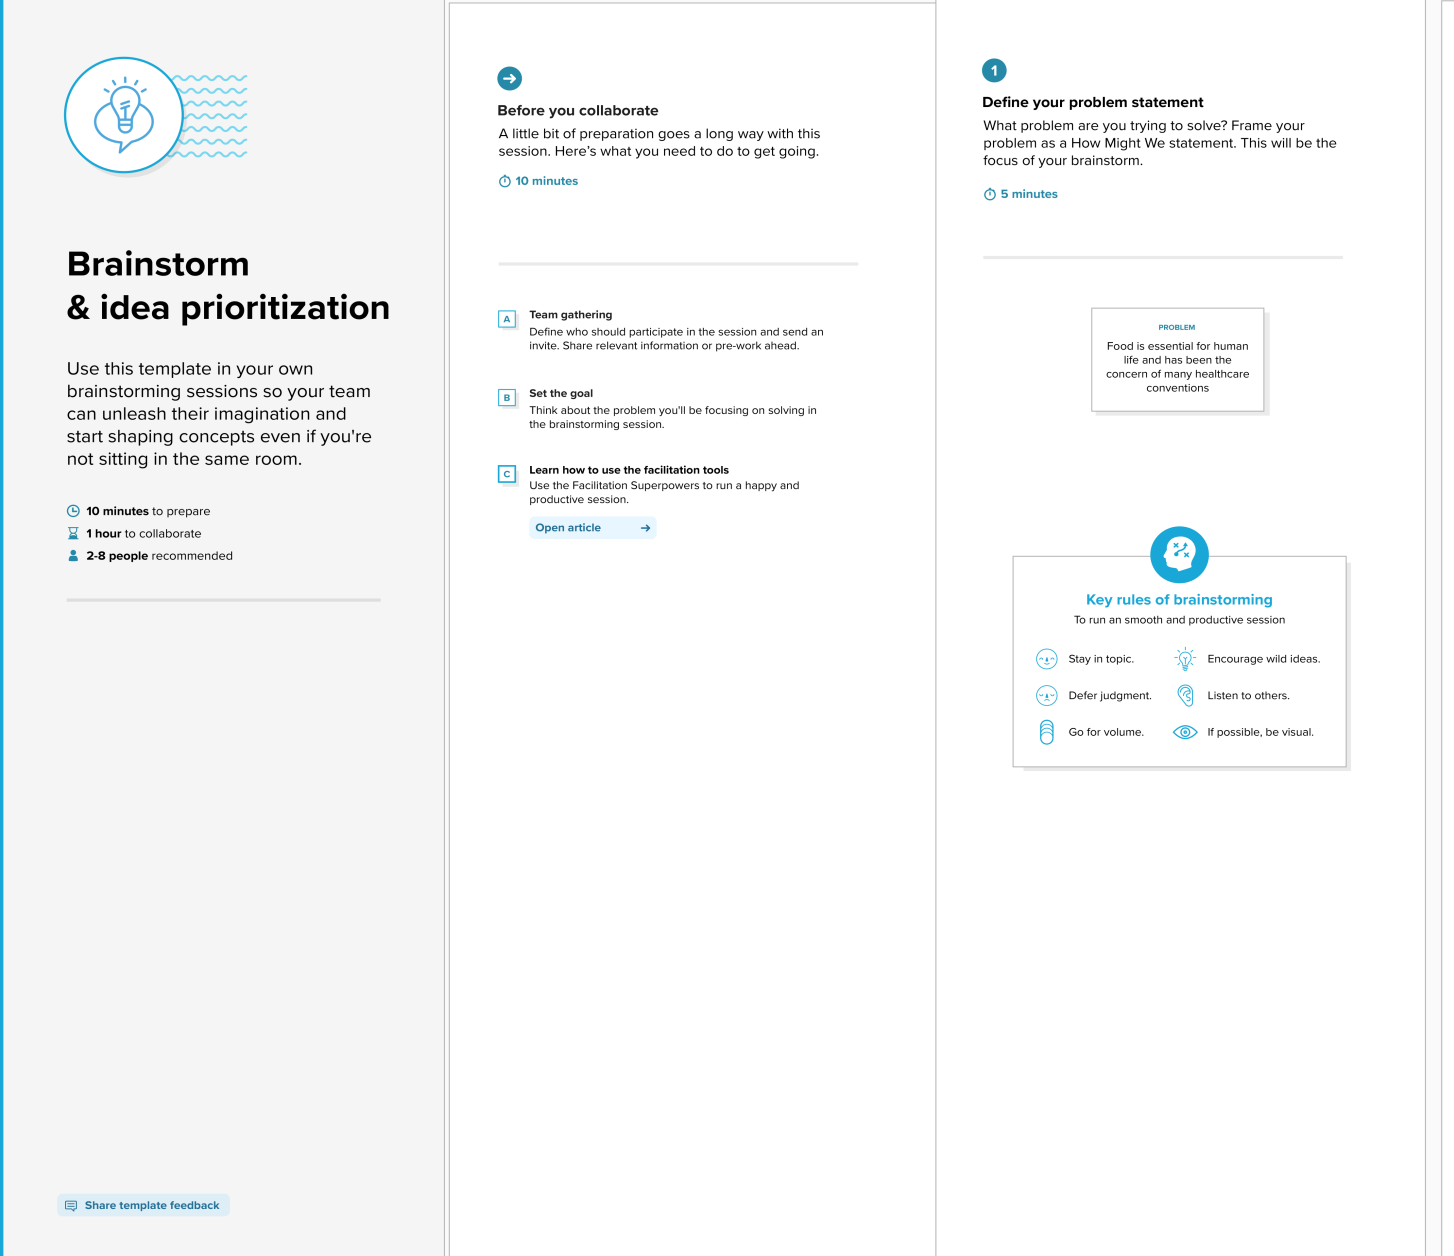 Brainstorm
& idea prioritization
Use this template in your own
brainstorming sessions so your team
can unleash their imagination and
start shaping concepts even if you're
not sitting in the same room.
10 minutes to prepare
1 hour to collaborate
2-8 people recommended
Share template feedback
Before you collaborate
A little bit of preparation goes a long way with this
session. Here's what you need to do to get going.
10 minutes
A
Team gathering
Define who should participate in the session and send an
invite. Share relevant information or pre-work ahead.
B
Set the goal
Think about the problem you'll be focusing on solving in
the brainstorming session.
C
Learn how to use the facilitation tools
Use the Facilitation Superpowers to run a happy and
productive session.
Open article
1
Define your problem statement
What problem are you trying to solve? Frame your
problem as a How Might We statement. This will be the
focus of your brainstorm.
5 minutes
PROBLEM
Food is essential for human
life and has been the
concern of many healthcare
conventions
Key rules of brainstorming
To run an smooth and productive session
Stay in topic.
Encourage wild ideas.
Defer judgment.
Listen to others.
Go for volume.
If possible, be visual.